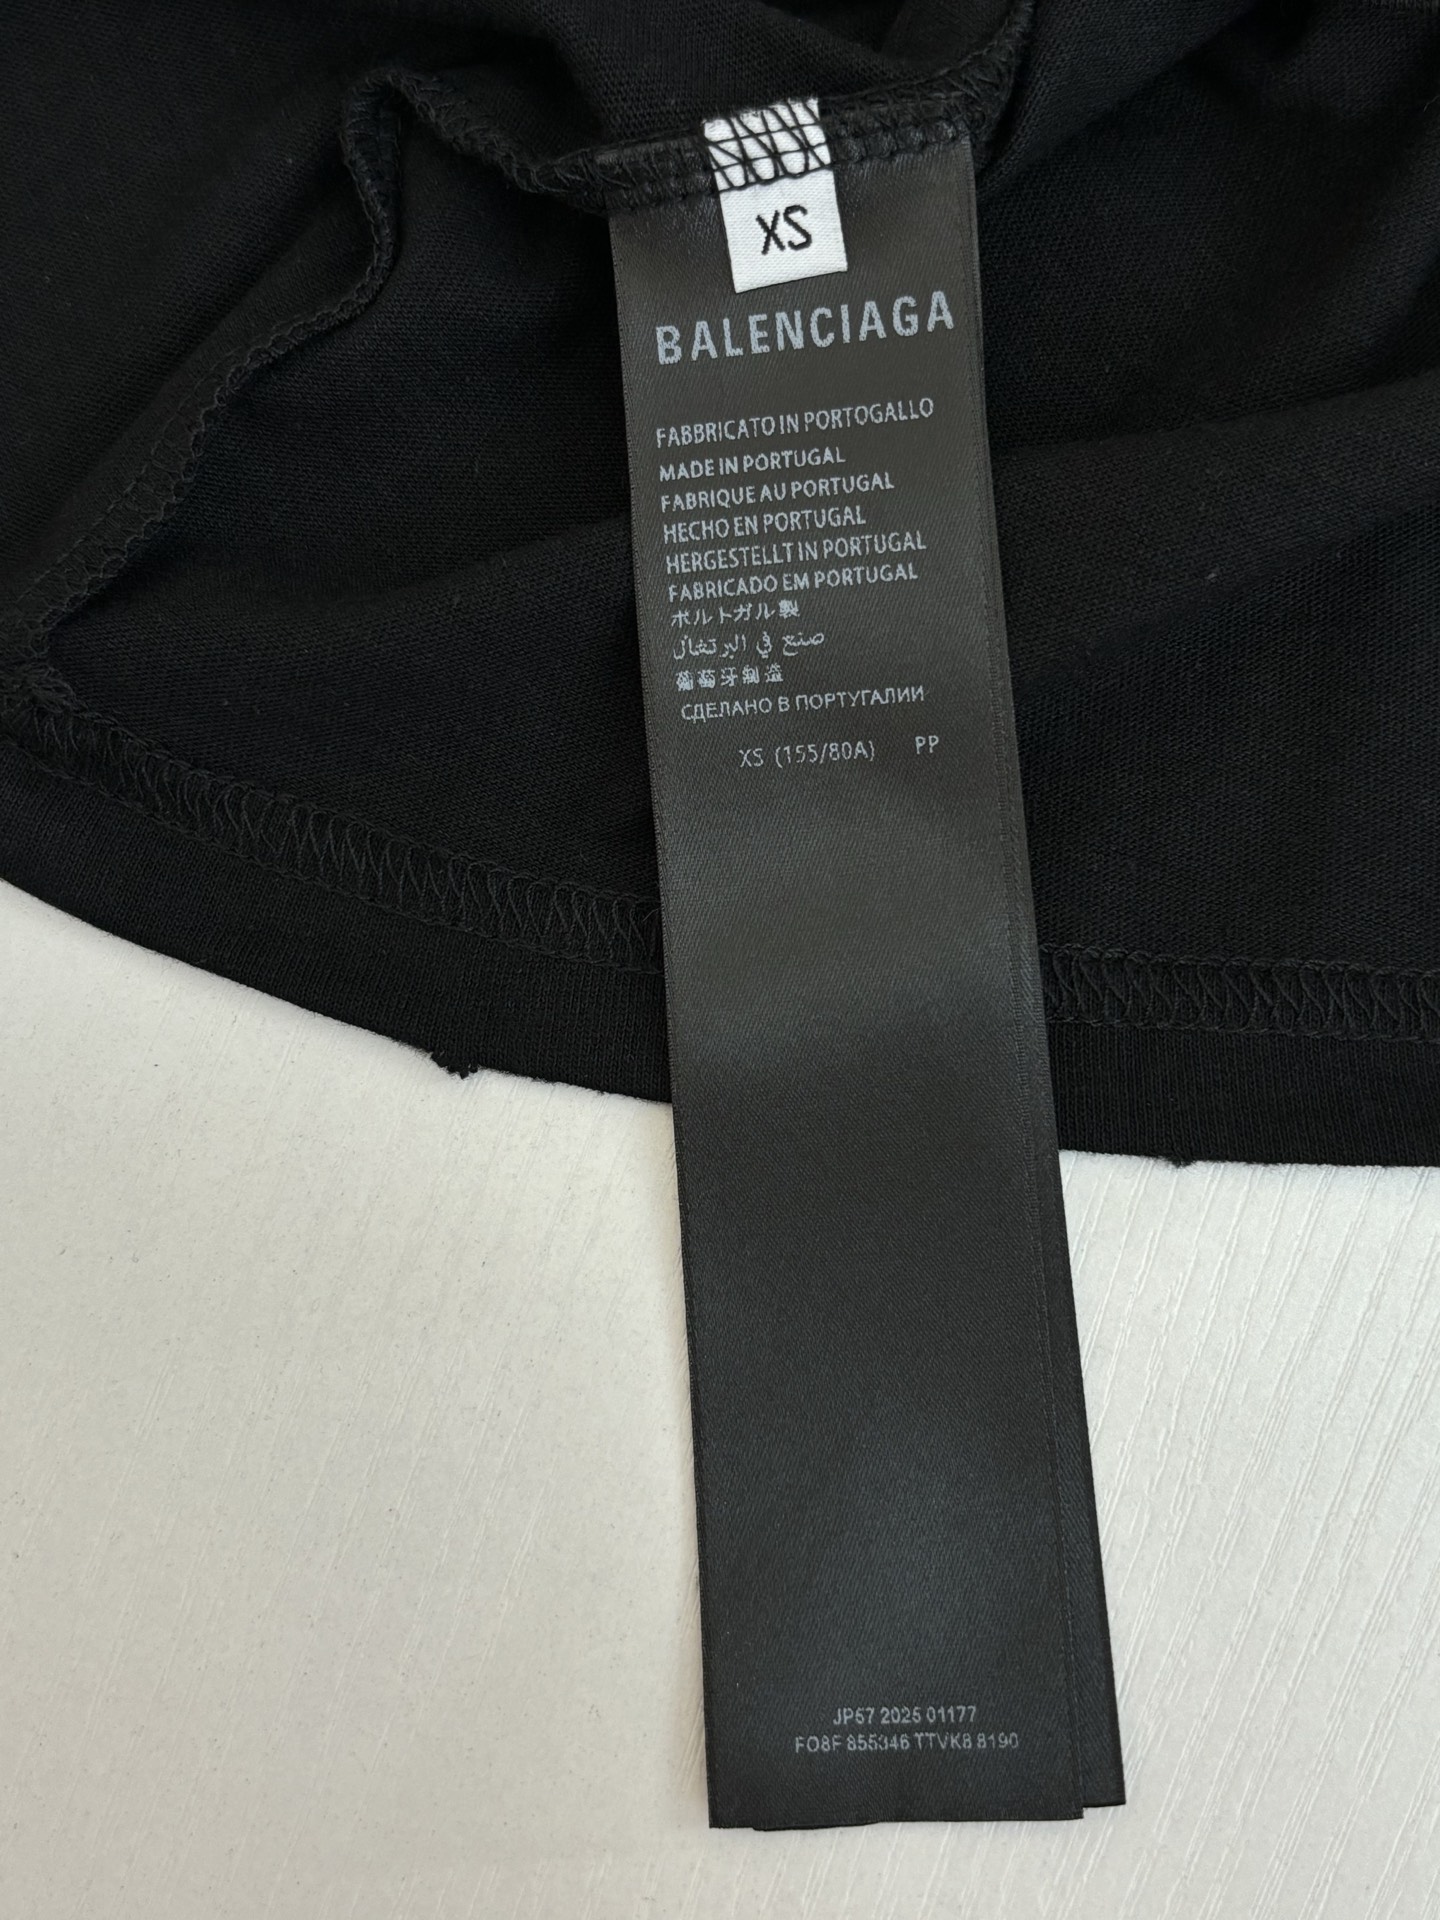 XS
BALENCIAGA
FABBRICATO IN PORTOGALLO
MADE IN PORTUGAL
FABRIQUE AU PORTUGAL
HECHO EN PORTUGAL
HERGESTELLT IN PORTUGAL
FABRICADO EM PORTUGAL
ポルトガル製
صنع في البرتغال
葡萄牙制造
СДЕЛАНО В ПОРТУГАЛИИ
XS (155/80A) PP
JP57 2025 01177
FO8F 855346 TTVK8 8190